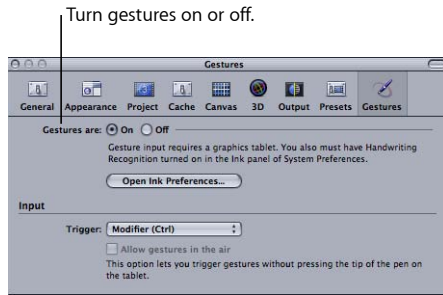 Turn gestures on or off.
Gestures
General Appearance Project Cache Canvas 3D Output Presets Gestures
Gestures are: On Off
Gesture input requires a graphics tablet. You also must have Handwriting
Recognition turned on in the Ink panel of System Preferences.
Open Ink Preferences...
Input
Trigger: Modifier (Ctrl)
Allow gestures in the air
This option lets you trigger gestures without pressing the tip of the pen on
the tablet.